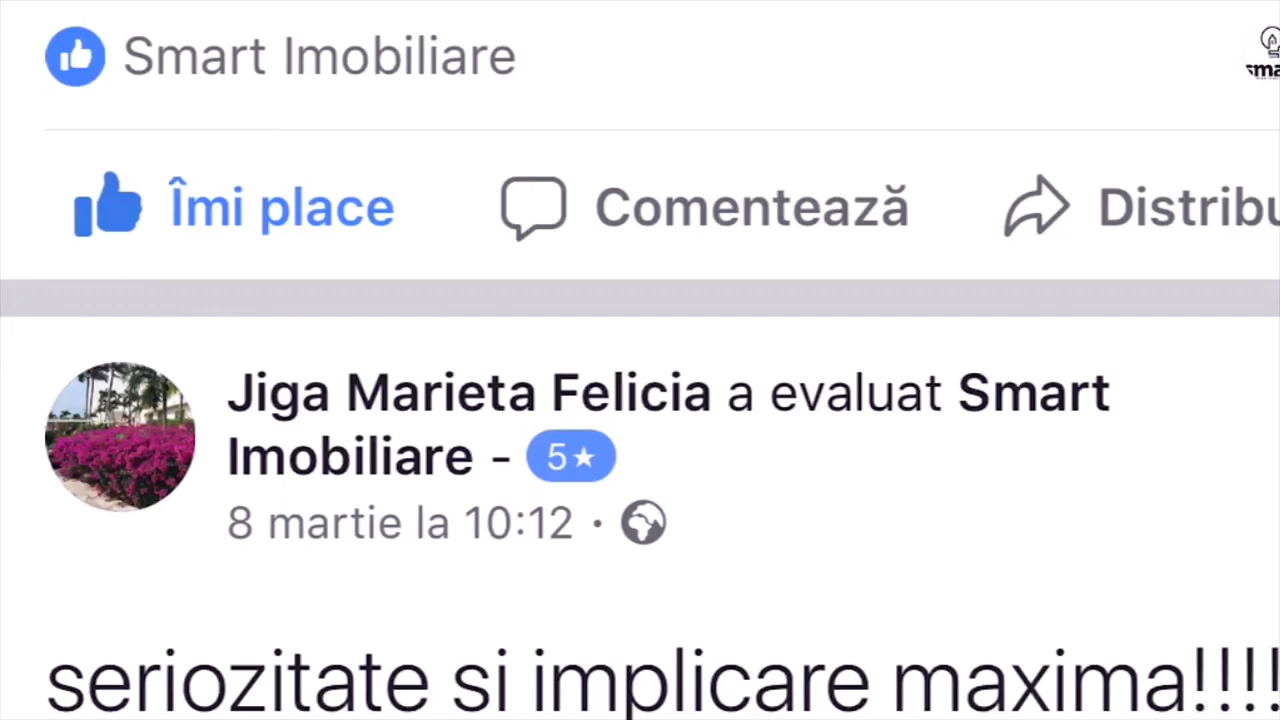 Smart Imobiliare
Îmi place Comentează Distribu
Jiga Marieta Felicia a evaluat Smart
Imobiliare - 5★
8 martie la 10:12 ·
seriozitate si implicare maxima!!!!